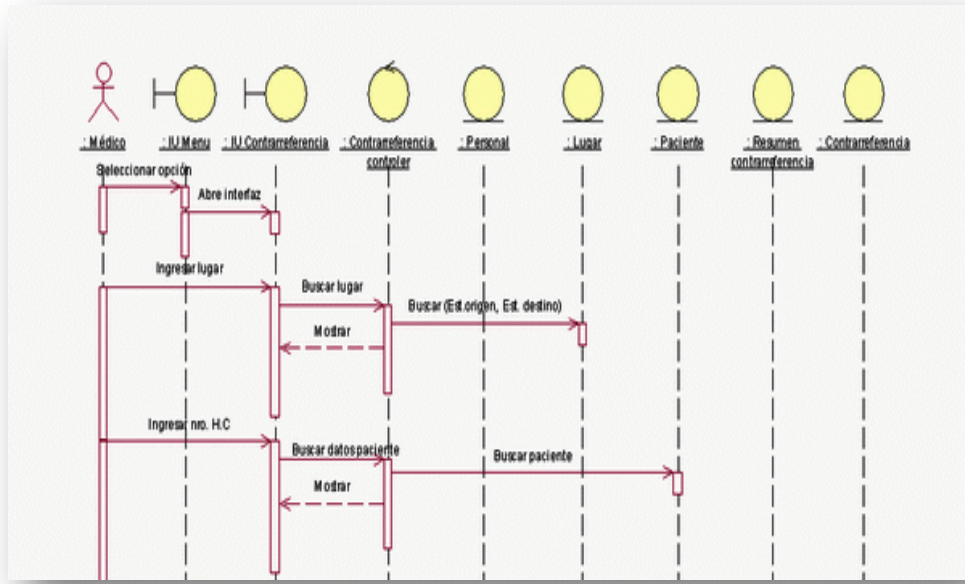 : Médico
: IU Menu
: IU Contrarreferencia
: Contrarreferencia
controler
: Personal
: Lugar
: Paciente
: Resumen
contrarreferencia
: Contrarreferencia
Seleccionar opción
Abre interfaz
Ingresar lugar
Buscar lugar
Buscar (Est.origen, Est. destino)
Mostrar
Ingresar nro. H.C
Buscar datos paciente
Buscar paciente
Mostrar